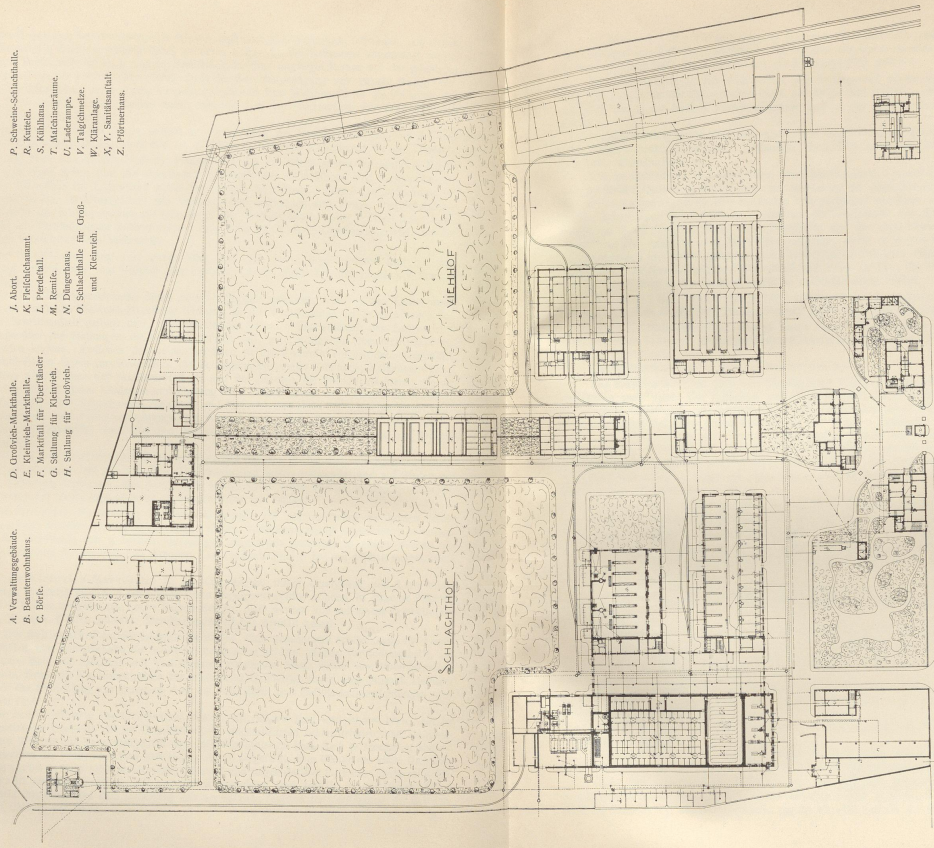 A. Verwaltungsgebäude.
B. Beamtenwohnhaus.
C. Börſe.
D. Großvieh-Markthalle.
E. Kleinvieh-Markthalle.
F. Marktſtall für Überſtänder.
G. Stallung für Kleinvieh.
H. Stallung für Großvieh.
J. Abort.
K. Fleiſchſchauamt.
L. Pferdeſtall.
M. Remiſe.
N. Düngerhaus.
O. Schlachthalle für Groß-
und Kleinvieh.
P. Schweine-Schlachthalle.
R. Kuttelei.
S. Kühlhaus.
T. Maſchinenräume.
U. Laderampe.
V. Talgſchmelze.
W. Kläranlage.
X, Y. Sanitätsanſtalt.
Z. Pförtnerhaus.
VIEHHOF
SCHLACHTHOF